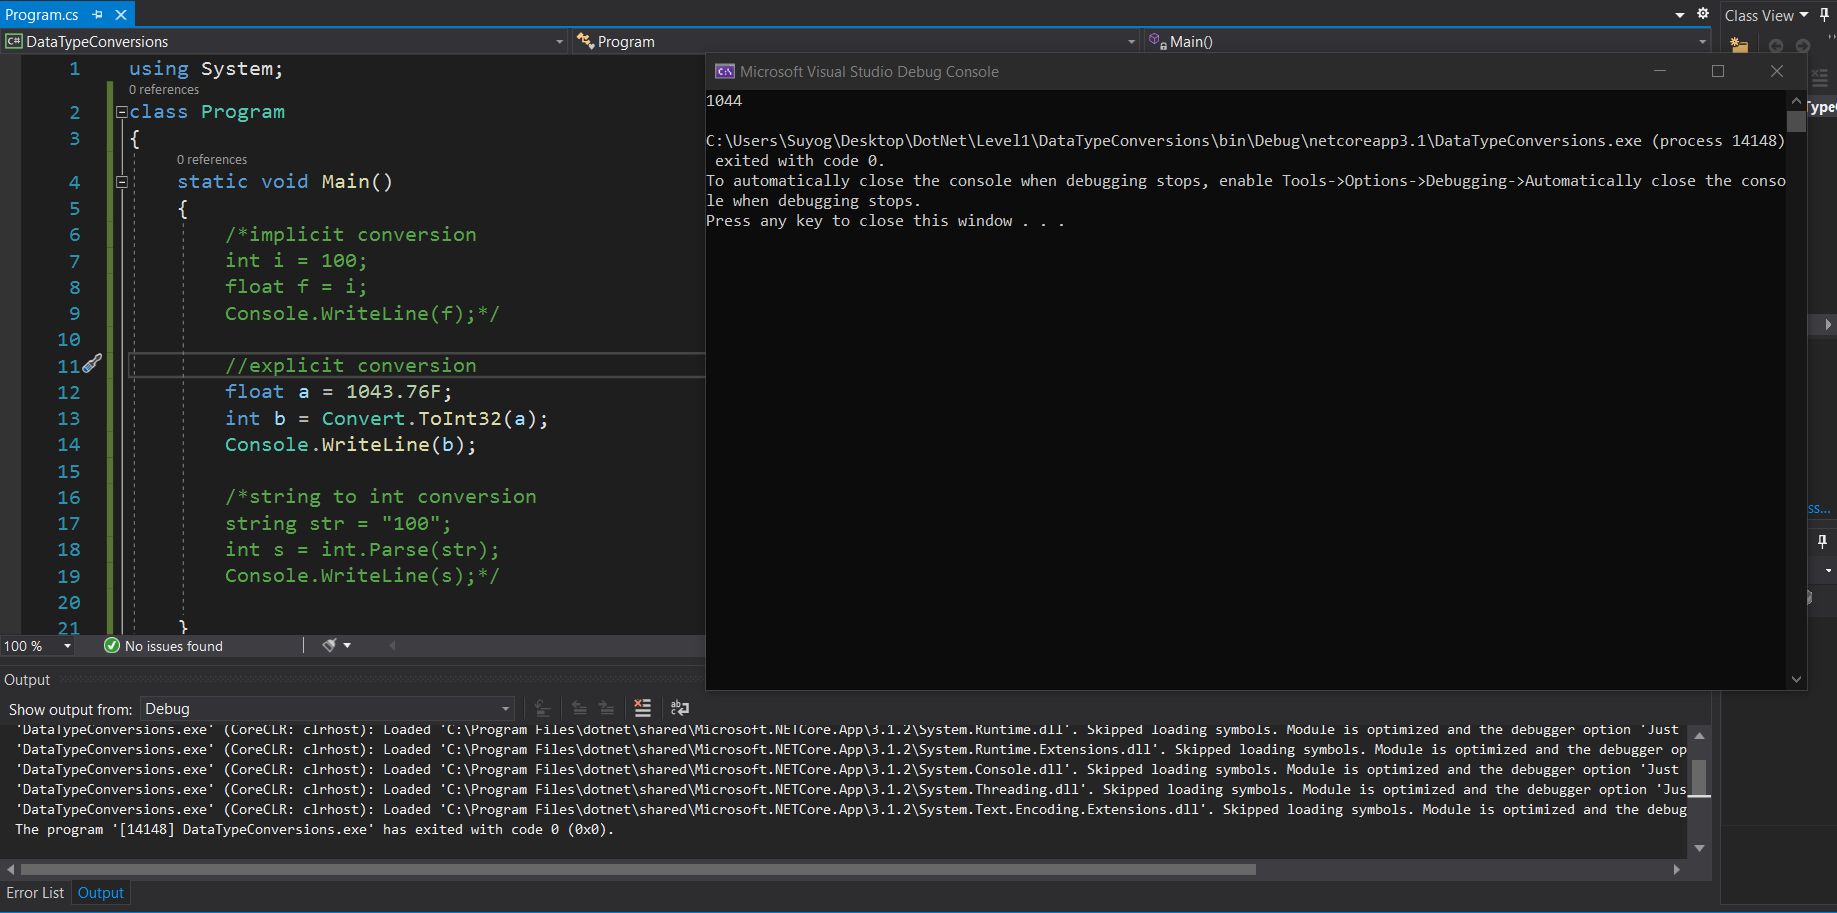 Program.cs
Class View
DataTypeConversions
Program
Main()
1 using System;
0 references
2 class Program
3 {
0 references
4 static void Main()
5 {
6 /*implicit conversion
7 int i = 100;
8 float f = i;
9 Console.WriteLine(f);*/
10
11 //explicit conversion
12 float a = 1043.76F;
13 int b = Convert.ToInt32(a);
14 Console.WriteLine(b);
15
16 /*string to int conversion
17 string str = "100";
18 int s = int.Parse(str);
19 Console.WriteLine(s);*/
20
21 }
Microsoft Visual Studio Debug Console
1044
C:\Users\Suyog\Desktop\DotNet\Level1\DataTypeConversions\bin\Debug\netcoreapp3.1\DataTypeConversions.exe (process 14148)
exited with code 0.
To automatically close the console when debugging stops, enable Tools->Options->Debugging->Automatically close the conso
le when debugging stops.
Press any key to close this window . . .
ss...
100 %
No issues found
Output
Show output from: Debug
'DataTypeConversions.exe' (CoreCLR: clrhost): Loaded 'C:\Program Files\dotnet\shared\Microsoft.NETCore.App\3.1.2\System.Runtime.dll'. Skipped loading symbols. Module is optimized and the debugger option 'Just
'DataTypeConversions.exe' (CoreCLR: clrhost): Loaded 'C:\Program Files\dotnet\shared\Microsoft.NETCore.App\3.1.2\System.Runtime.Extensions.dll'. Skipped loading symbols. Module is optimized and the debugger op
'DataTypeConversions.exe' (CoreCLR: clrhost): Loaded 'C:\Program Files\dotnet\shared\Microsoft.NETCore.App\3.1.2\System.Console.dll'. Skipped loading symbols. Module is optimized and the debugger option 'Just
'DataTypeConversions.exe' (CoreCLR: clrhost): Loaded 'C:\Program Files\dotnet\shared\Microsoft.NETCore.App\3.1.2\System.Threading.dll'. Skipped loading symbols. Module is optimized and the debugger option 'Jus
'DataTypeConversions.exe' (CoreCLR: clrhost): Loaded 'C:\Program Files\dotnet\shared\Microsoft.NETCore.App\3.1.2\System.Text.Encoding.Extensions.dll'. Skipped loading symbols. Module is optimized and the debug
The program '[14148] DataTypeConversions.exe' has exited with code 0 (0x0).
Error List
Output